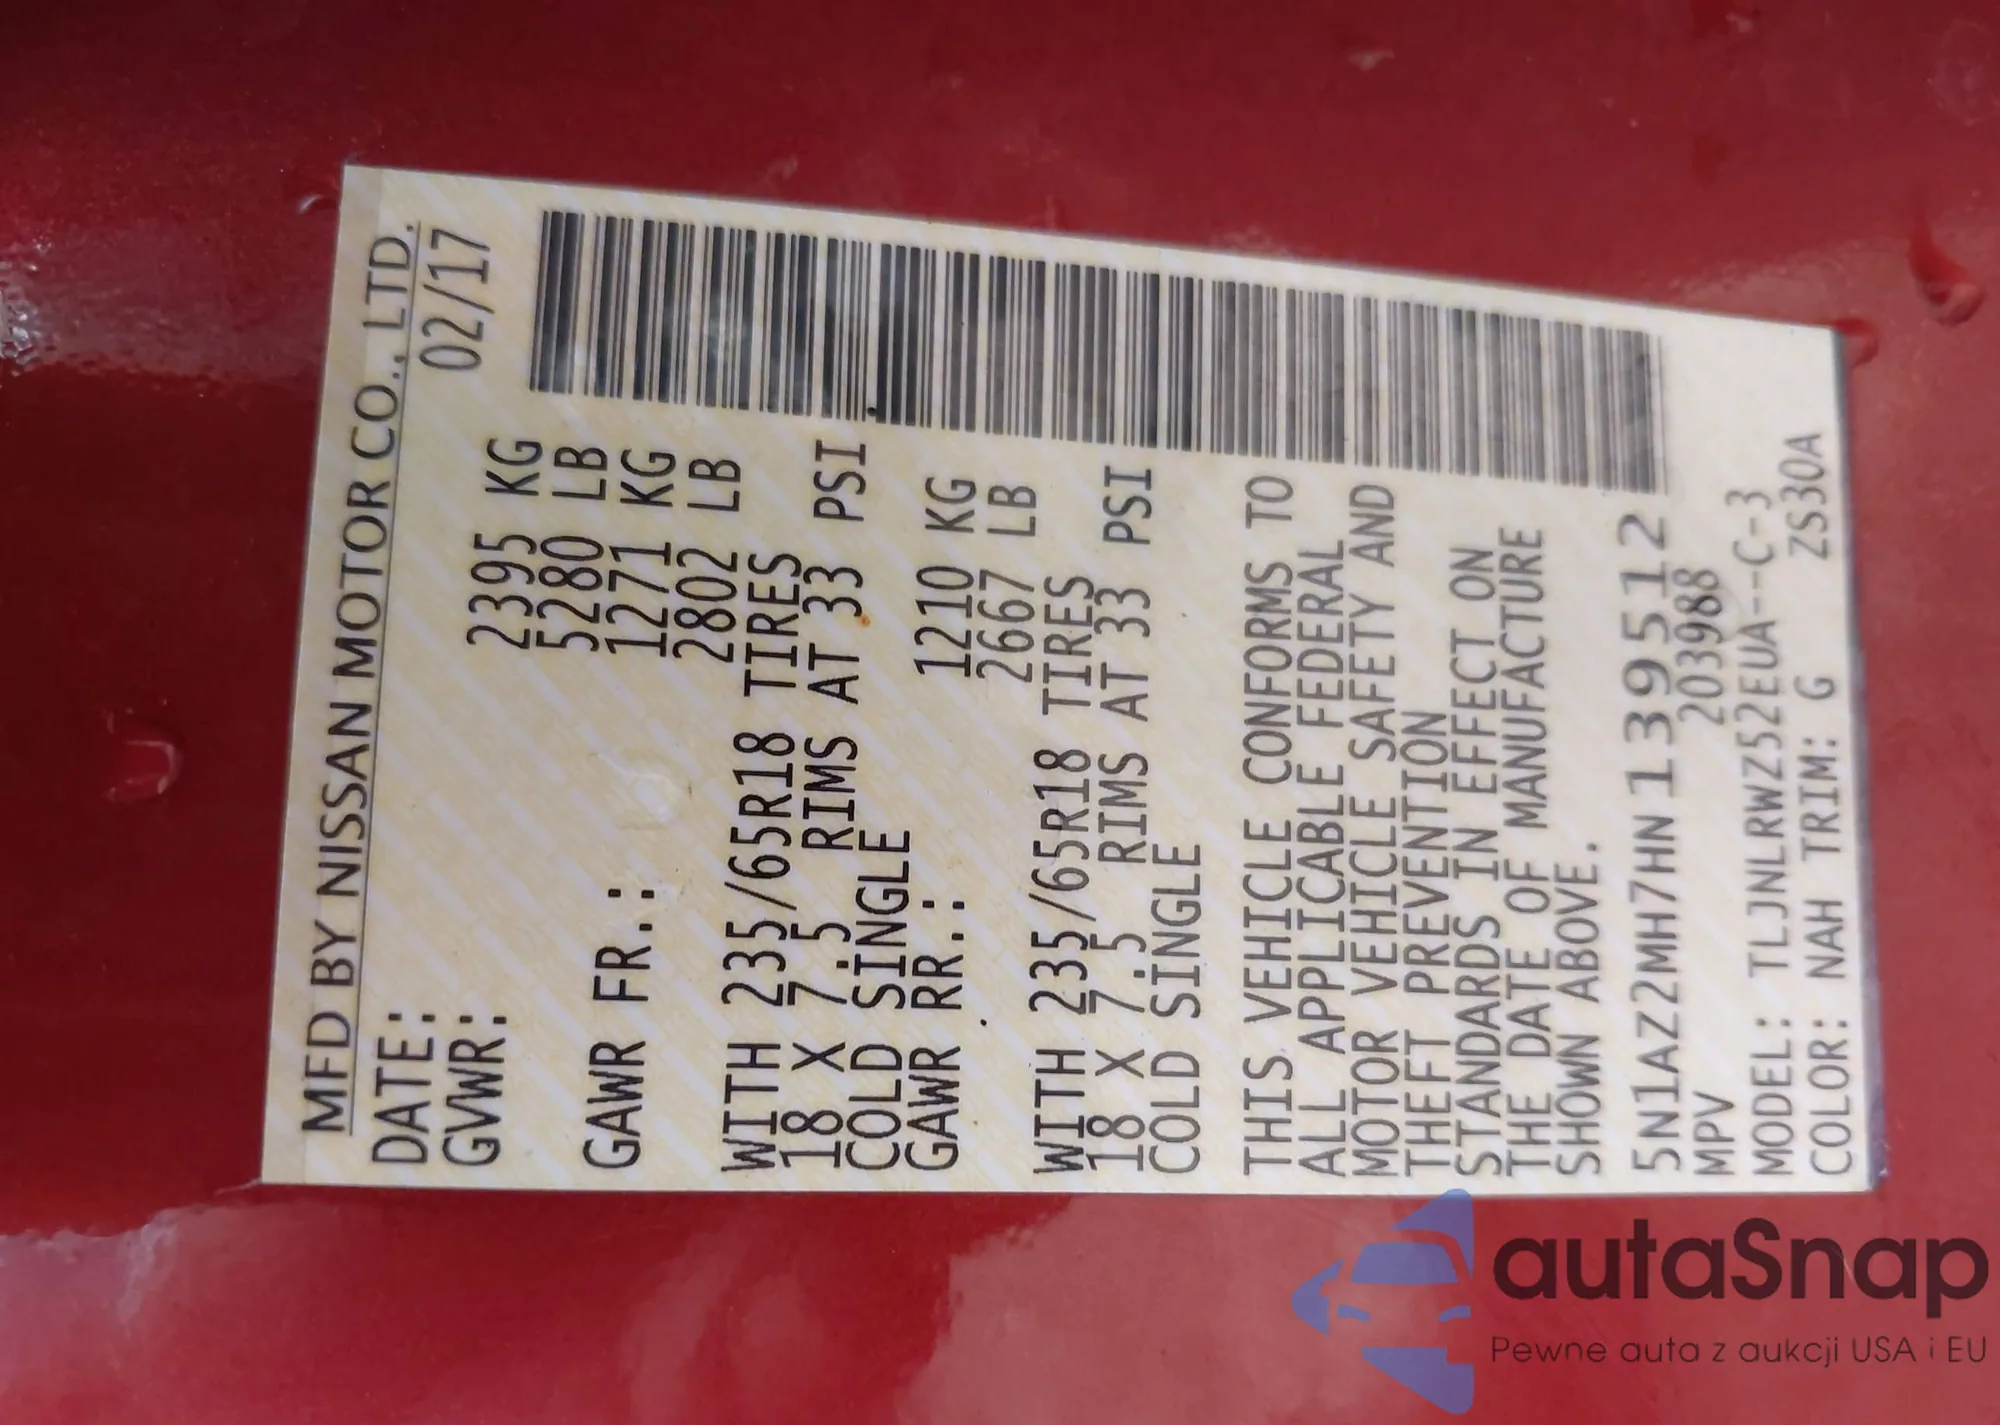 MFD BY NISSAN MOTOR CO., LTD.
DATE: 02/17
GVWR: 2395 KG
5280 LB
GAWR FR.: 1271 KG
2802 LB
WITH 235/65R18 TIRES
18 X 7.5 RIMS AT 33 PSI
COLD SINGLE
GAWR RR.: 1210 KG
2667 LB
WITH 235/65R18 TIRES
18 X 7.5 RIMS AT 33 PSI
COLD SINGLE
THIS VEHICLE CONFORMS TO
ALL APPLICABLE FEDERAL
MOTOR VEHICLE SAFETY AND
THEFT PREVENTION
STANDARDS IN EFFECT ON
THE DATE OF MANUFACTURE
SHOWN ABOVE.
5N1AZ2MH7HN139512
MPV 203988
MODEL: TLJNLRWZ52EUA--C-3
COLOR: NAH TRIM: G ZS30A
autaSnap
Pewne auta z aukcji USA i EU